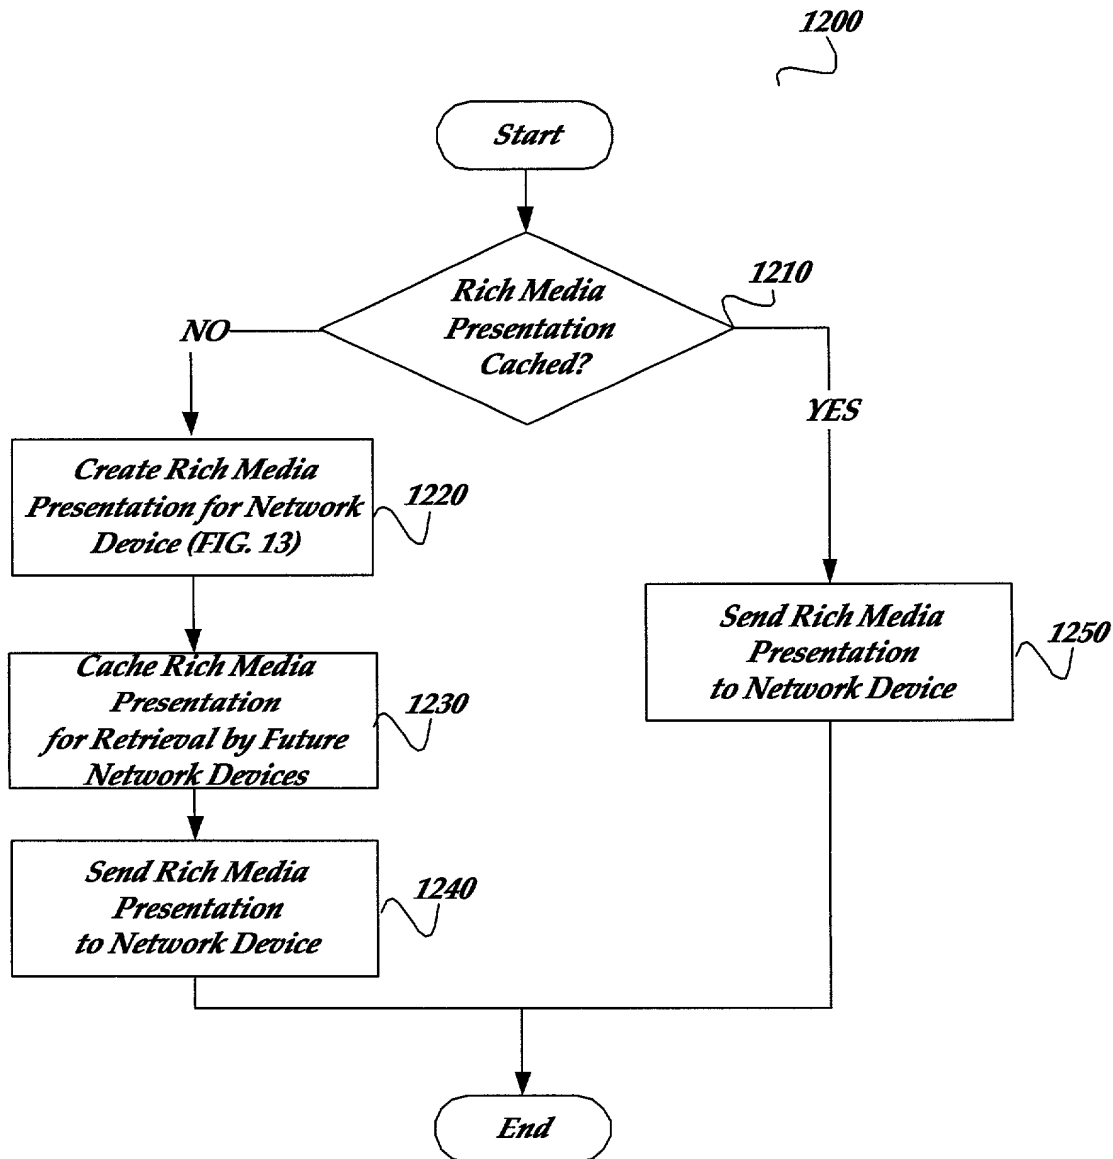 1200
Start
Rich Media
Presentation
Cached?
1210
NO
YES
Create Rich Media
Presentation for Network
Device (FIG. 13)
1220
Cache Rich Media
Presentation
for Retrieval by Future
Network Devices
1230
Send Rich Media
Presentation
to Network Device
1250
Send Rich Media
Presentation
to Network Device
1240
End